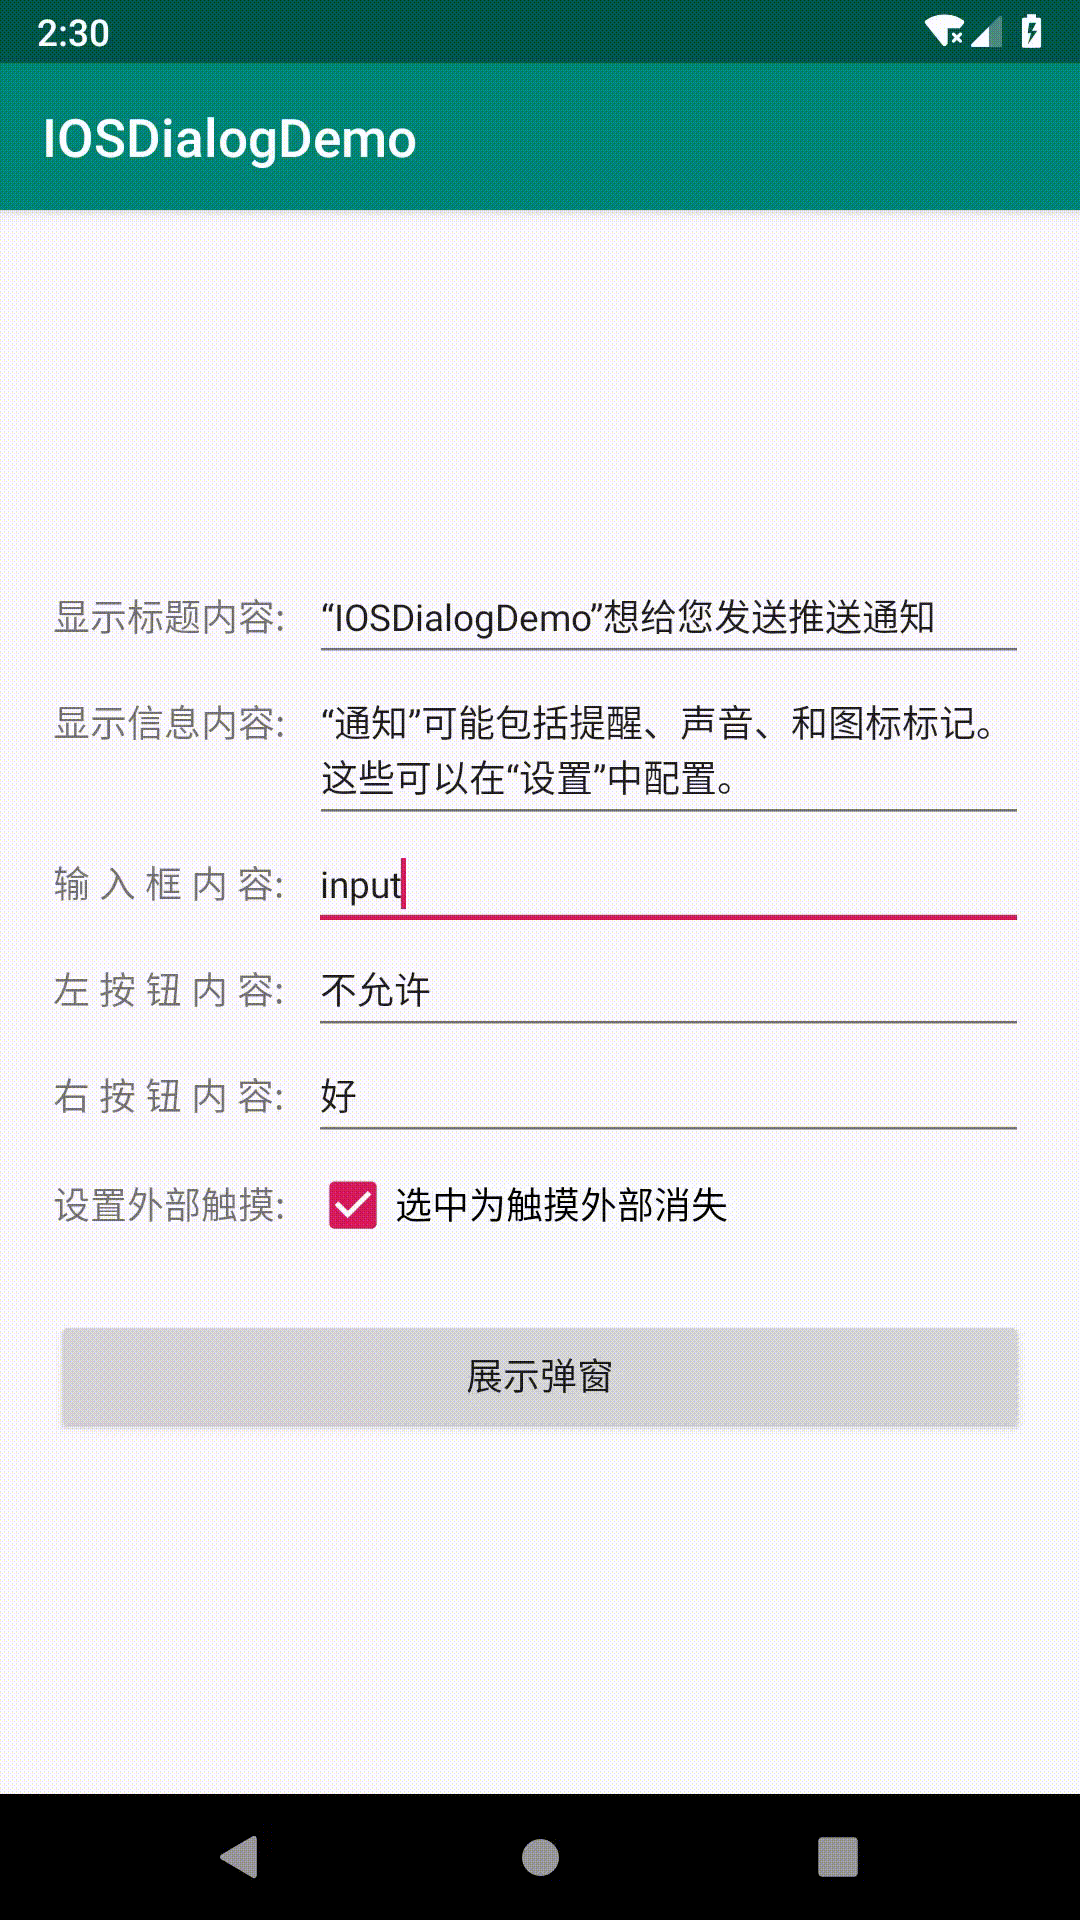 2:30
IOSDialogDemo
显示标题内容: “IOSDialogDemo”想给您发送推送通知
显示信息内容: “通知”可能包括提醒、声音、和图标标记。
这些可以在“设置”中配置。
输 入 框 内 容: input
左 按 钮 内 容: 不允许
右 按 钮 内 容: 好
设置外部触摸: 选中为触摸外部消失
展示弹窗